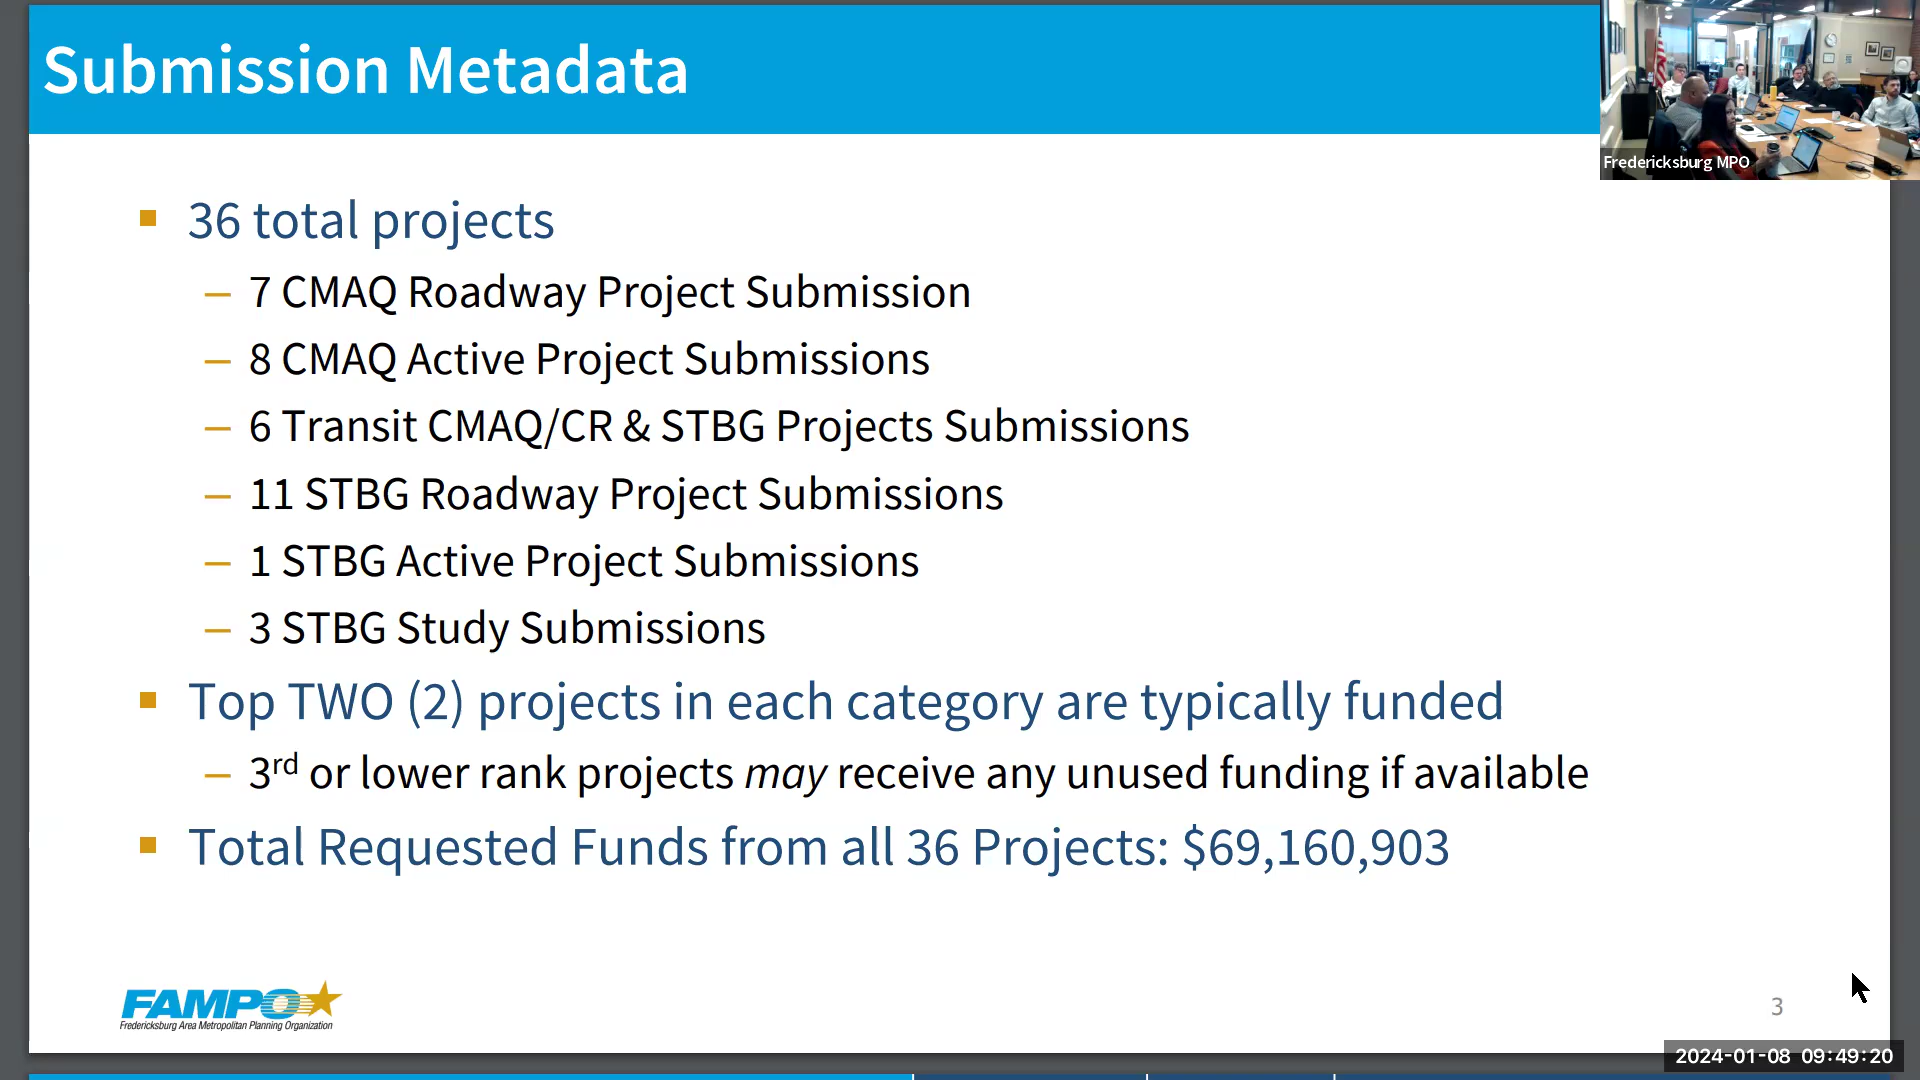 Submission Metadata
Fredericksburg MPO
36 total projects
– 7 CMAQ Roadway Project Submission
– 8 CMAQ Active Project Submissions
– 6 Transit CMAQ/CR & STBG Projects Submissions
– 11 STBG Roadway Project Submissions
– 1 STBG Active Project Submissions
– 3 STBG Study Submissions
Top TWO (2) projects in each category are typically funded
– 3rd or lower rank projects may receive any unused funding if available
Total Requested Funds from all 36 Projects: $69,160,903
FAMPO
Fredericksburg Area Metropolitan Planning Organization
3
2024-01-08 09:49:20